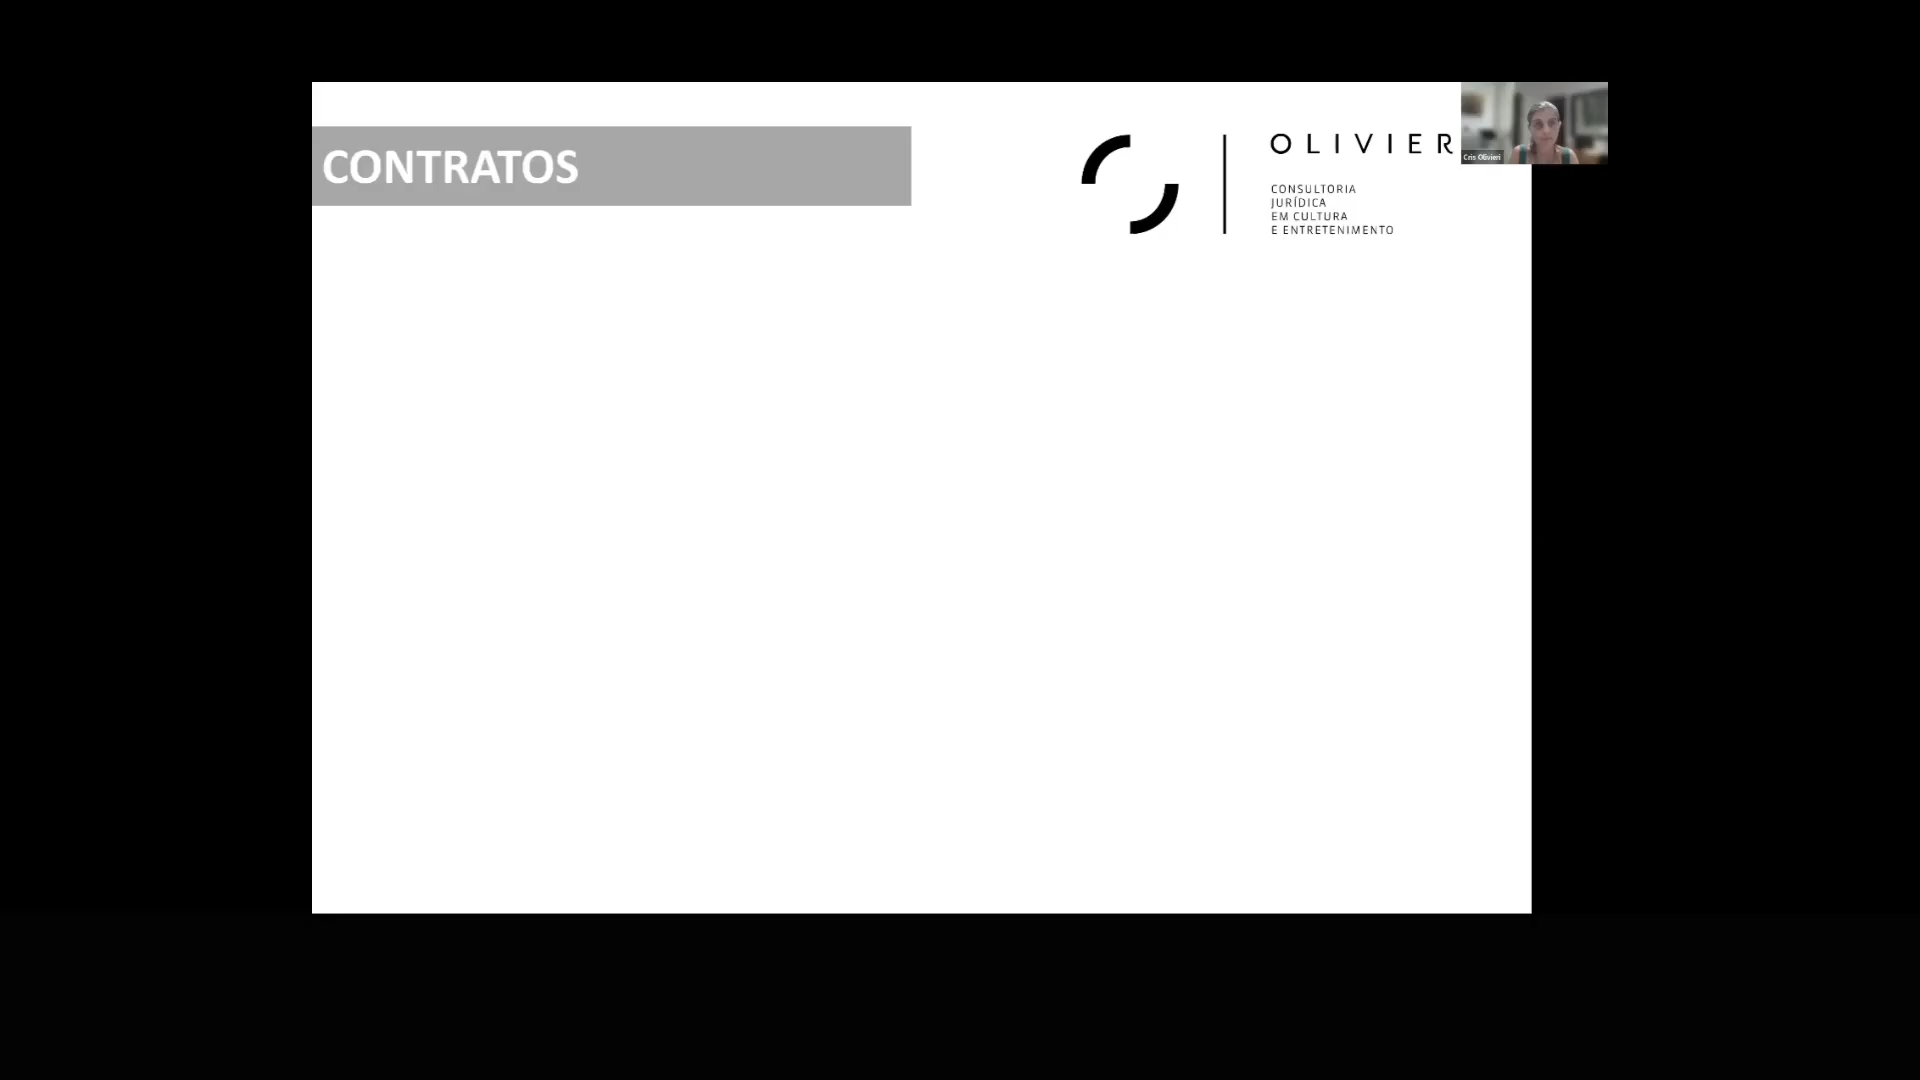 CONTRATOS
OLIVIER
Cris Olivieri
CONSULTORIA
JURÍDICA
EM CULTURA
E ENTRETENIMENTO